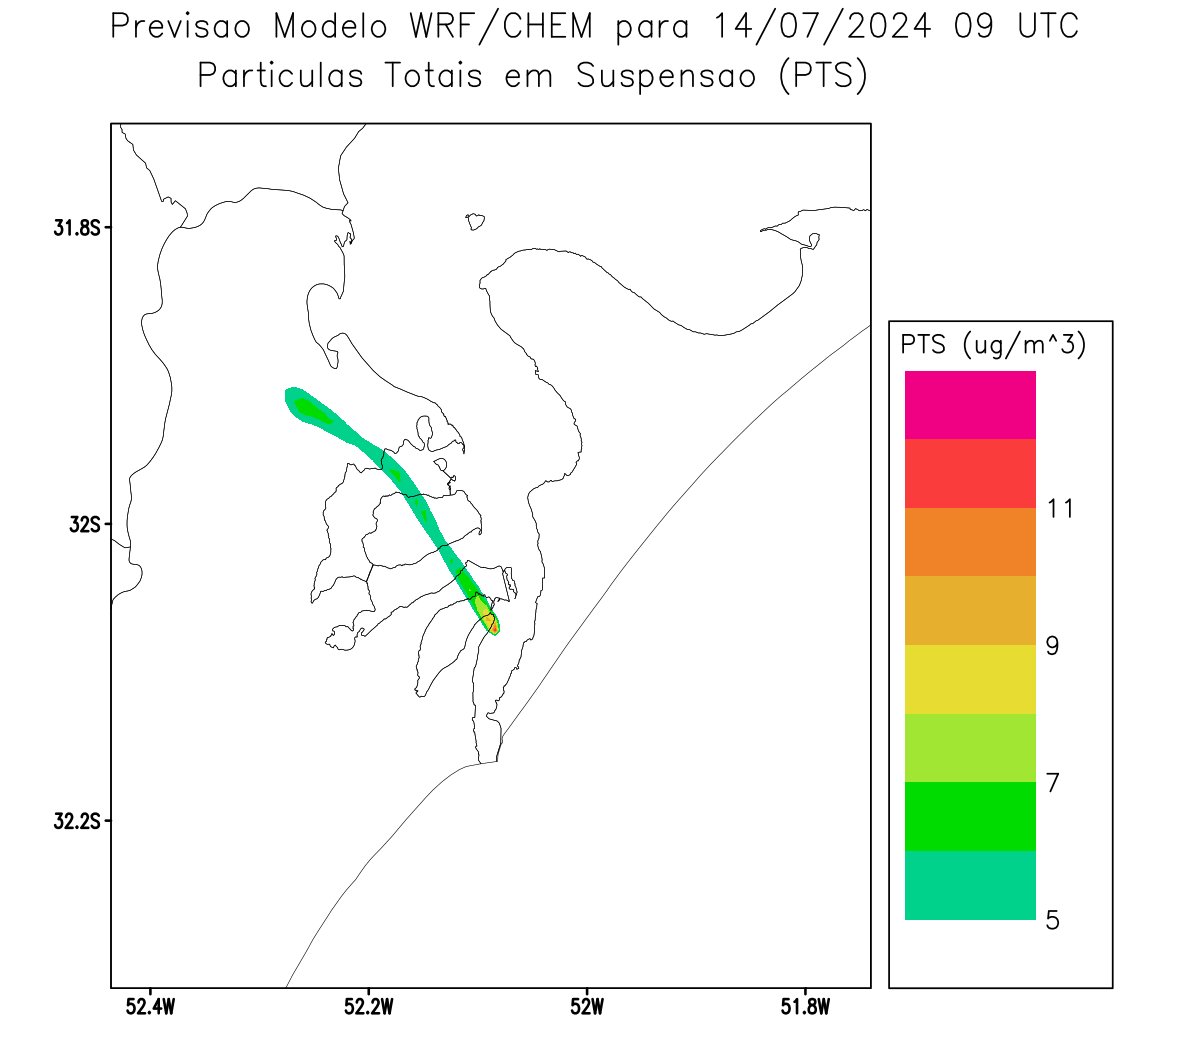 Previsao Modelo WRF/CHEM para 14/07/2024 09 UTC
Particulas Totais em Suspensao (PTS)
31.8S
32S
32.2S
52.4W 52.2W 52W 51.8W
PTS (ug/m^3)
11
9
7
5